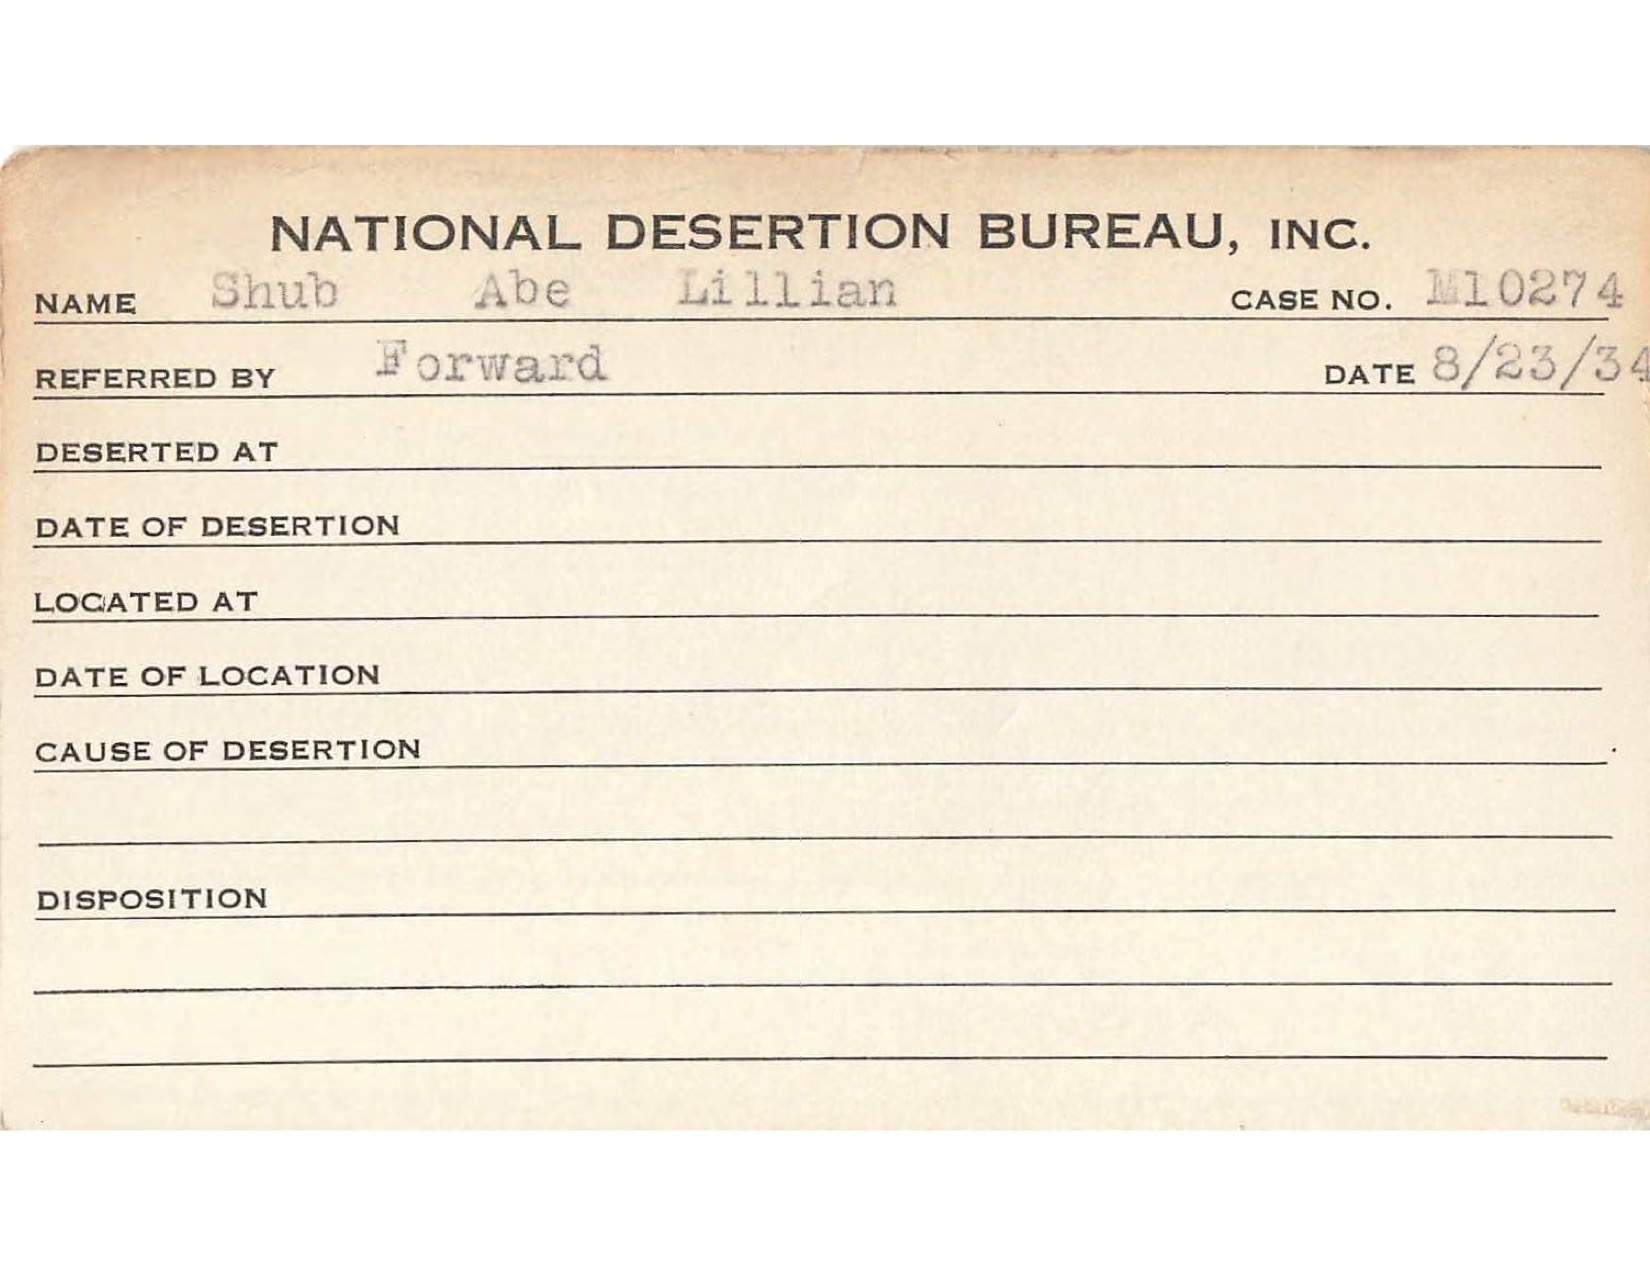 NATIONAL DESERTION BUREAU, INC.
NAME Shub Abe Lillian CASE NO. M10274
REFERRED BY Forward DATE 8/23/34
DESERTED AT
DATE OF DESERTION
LOCATED AT
DATE OF LOCATION
CAUSE OF DESERTION
DISPOSITION